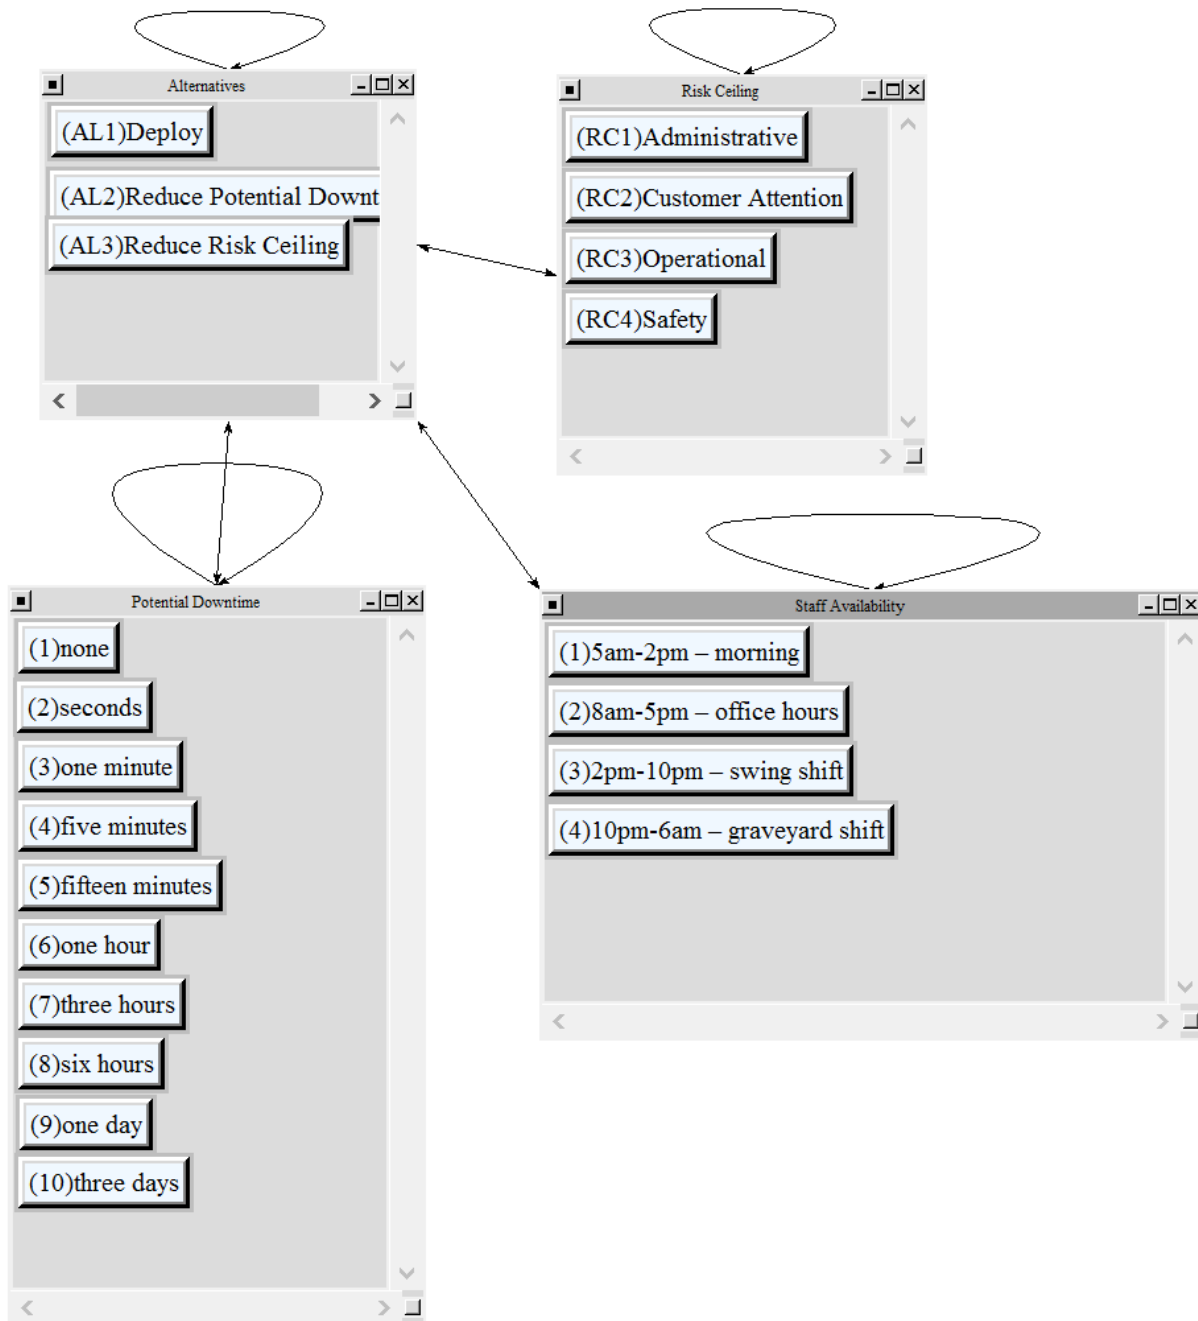 Alternatives
(AL1)Deploy
(AL2)Reduce Potential Downt
(AL3)Reduce Risk Ceiling
Risk Ceiling
(RC1)Administrative
(RC2)Customer Attention
(RC3)Operational
(RC4)Safety
Potential Downtime
(1)none
(2)seconds
(3)one minute
(4)five minutes
(5)fifteen minutes
(6)one hour
(7)three hours
(8)six hours
(9)one day
(10)three days
Staff Availability
(1)5am-2pm – morning
(2)8am-5pm – office hours
(3)2pm-10pm – swing shift
(4)10pm-6am – graveyard shift